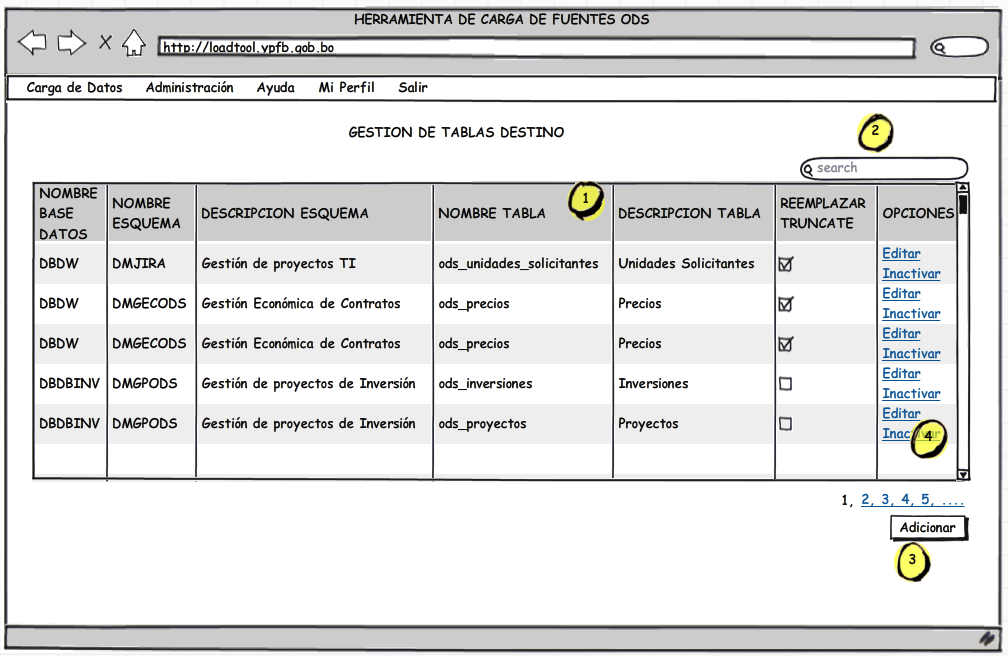 HERRAMIENTA DE CARGA DE FUENTES ODS
http://loadtool.ypfb.gob.bo
Carga de Datos Administración Ayuda Mi Perfil Salir
GESTION DE TABLAS DESTINO
2
search
1
NOMBRE BASE DATOS NOMBRE ESQUEMA DESCRIPCION ESQUEMA NOMBRE TABLA DESCRIPCION TABLA REEMPLAZAR TRUNCATE OPCIONES
DBDW DMJIRA Gestión de proyectos TI ods_unidades_solicitantes Unidades Solicitantes Editar
Inactivar
DBDW DMGECODS Gestión Económica de Contratos ods_precios Precios Editar
Inactivar
DBDW DMGECODS Gestión Económica de Contratos ods_precios Precios Editar
Inactivar
DBDBINV DMGPODS Gestión de proyectos de Inversión ods_inversiones Inversiones Editar
Inactivar
DBDBINV DMGPODS Gestión de proyectos de Inversión ods_proyectos Proyectos Editar
Inactivar
4
1, 2, 3, 4, 5, ....
Adicionar
3